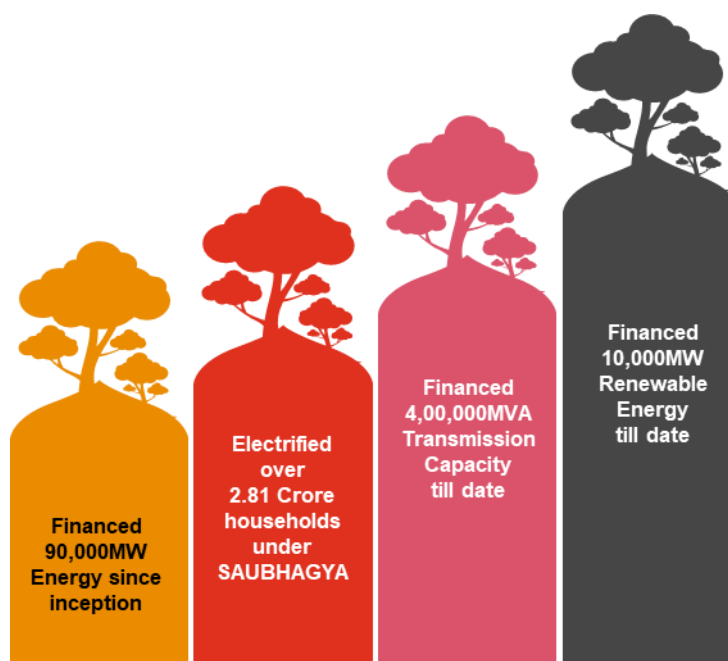 Financed
90,000MW
Energy since
inception
Electrified
over
2.81 Crore
households
under
SAUBHAGYA
Financed
4,00,000MVA
Transmission
Capacity
till date
Financed
10,000MW
Renewable
Energy
till date